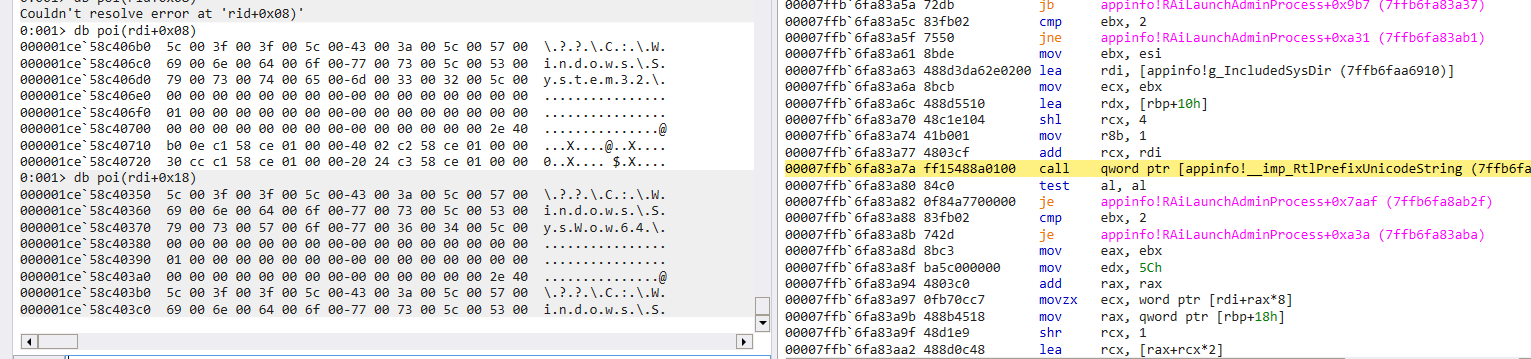 Couldn't resolve error at 'rid+0x08)'
0:001> db poi(rdi+0x08)
000001ce`58c406b0  5c 00 3f 00 3f 00 5c 00-43 00 3a 00 5c 00 57 00  \.?.?.\.C.:.\.W.
000001ce`58c406c0  69 00 6e 00 64 00 6f 00-77 00 73 00 5c 00 53 00  i.n.d.o.w.s.\.S.
000001ce`58c406d0  79 00 73 00 74 00 65 00-6d 00 33 00 32 00 5c 00  y.s.t.e.m.3.2.\.
000001ce`58c406e0  00 00 00 00 00 00 00 00-00 00 00 00 00 00 00 00  ................
000001ce`58c406f0  01 00 00 00 00 00 00 00-00 00 00 00 00 00 00 00  ................
000001ce`58c40700  00 00 00 00 00 00 00 00-00 00 00 00 00 00 2e 40  ...............@
000001ce`58c40710  b0 0e c1 58 ce 01 00 00-40 02 c2 58 ce 01 00 00  ...X....@..X....
000001ce`58c40720  30 cc c1 58 ce 01 00 00-20 24 c3 58 ce 01 00 00  0..X.... $.X....
0:001> db poi(rdi+0x18)
000001ce`58c40350  5c 00 3f 00 3f 00 5c 00-43 00 3a 00 5c 00 57 00  \.?.?.\.C.:.\.W.
000001ce`58c40360  69 00 6e 00 64 00 6f 00-77 00 73 00 5c 00 53 00  i.n.d.o.w.s.\.S.
000001ce`58c40370  79 00 73 00 57 00 6f 00-77 00 36 00 34 00 5c 00  y.s.W.o.w.6.4.\.
000001ce`58c40380  00 00 00 00 00 00 00 00-00 00 00 00 00 00 00 00  ................
000001ce`58c40390  01 00 00 00 00 00 00 00-00 00 00 00 00 00 00 00  ................
000001ce`58c403a0  00 00 00 00 00 00 00 00-00 00 00 00 00 00 2e 40  ...............@
000001ce`58c403b0  5c 00 3f 00 3f 00 5c 00-43 00 3a 00 5c 00 57 00  \.?.?.\.C.:.\.W.
000001ce`58c403c0  69 00 6e 00 64 00 6f 00-77 00 73 00 5c 00 53 00  i.n.d.o.w.s.\.S.
00007ffb`6fa83a5a 72db jb appinfo!RAiLaunchAdminProcess+0x9b7 (7ffb6fa83a37)
00007ffb`6fa83a5c 83fb02 cmp ebx, 2
00007ffb`6fa83a5f 7550 jne appinfo!RAiLaunchAdminProcess+0xa31 (7ffb6fa83ab1)
00007ffb`6fa83a61 8bde mov ebx, esi
00007ffb`6fa83a63 488d3da62e0200 lea rdi, [appinfo!g_IncludedSysDir (7ffb6faa6910)]
00007ffb`6fa83a6a 8bcb mov ecx, ebx
00007ffb`6fa83a6c 488d5510 lea rdx, [rbp+10h]
00007ffb`6fa83a70 48c1e104 shl rcx, 4
00007ffb`6fa83a74 41b001 mov r8b, 1
00007ffb`6fa83a77 4803cf add rcx, rdi
00007ffb`6fa83a7a ff15488a0100 call qword ptr [appinfo!__imp_RtlPrefixUnicodeString (7ffb6fa
00007ffb`6fa83a80 84c0 test al, al
00007ffb`6fa83a82 0f84a7700000 je appinfo!RAiLaunchAdminProcess+0x7aaf (7ffb6fa8ab2f)
00007ffb`6fa83a88 83fb02 cmp ebx, 2
00007ffb`6fa83a8b 742d je appinfo!RAiLaunchAdminProcess+0xa3a (7ffb6fa83aba)
00007ffb`6fa83a8d 8bc3 mov eax, ebx
00007ffb`6fa83a8f ba5c000000 mov edx, 5Ch
00007ffb`6fa83a94 4803c0 add rax, rax
00007ffb`6fa83a97 0fb70cc7 movzx ecx, word ptr [rdi+rax*8]
00007ffb`6fa83a9b 488b4518 mov rax, qword ptr [rbp+18h]
00007ffb`6fa83a9f 48d1e9 shr rcx, 1
00007ffb`6fa83aa2 488d0c48 lea rcx, [rax+rcx*2]